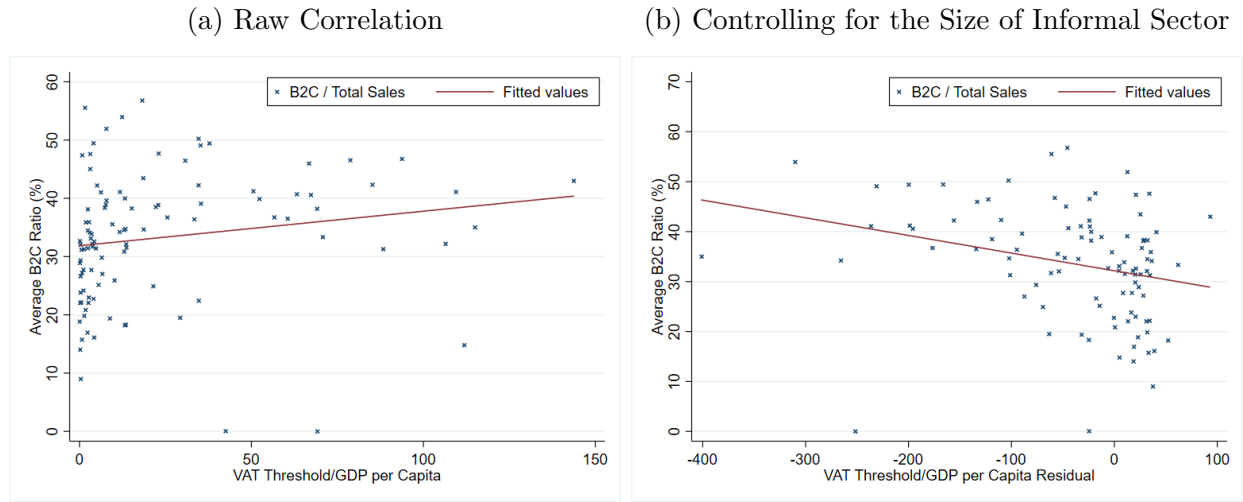 (a) Raw Correlation
B2C / Total Sales
Fitted values
60
50
40
30
20
10
0
Average B2C Ratio (%)
0
50
100
150
VAT Threshold/GDP per Capita
(b) Controlling for the Size of Informal Sector
B2C / Total Sales
Fitted values
70
60
50
40
30
20
10
0
Average B2C Ratio (%)
-400
-300
-200
-100
0
100
VAT Threshold/GDP per Capita Residual